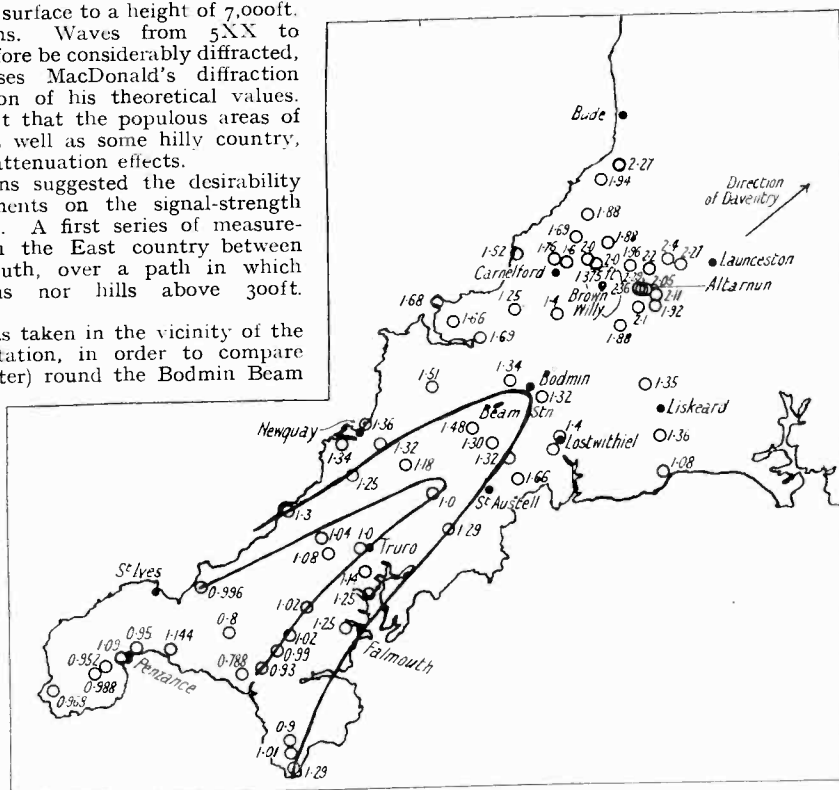 surface to a height of 7,000ft.
ns. Waves from 5XX to
fore be considerably diffracted,
ses MacDonald's diffraction
on of his theoretical values.
t that the populous areas of
well as some hilly country,
attenuation effects.
ns suggested the desirability
nents on the signal-strength
. A first series of measure-
n the East country between
uth, over a path in which
ns nor hills above 300ft.
s taken in the vicinity of the
tation, in order to compare
ter) round the Bodmin Beam
Bude
2·27
1·94
Direction
of Daventry
1·88
1·69
1·88
1·52
1·76
1·6
2·0
2·0
1·96
2·2
2·4
2·27
Launceston
Carnelford
1375 ft
2·36
2·05
Altarnun
Brown
Willy
2·11
1·92
2·1
1·88
1·68
1·66
1·25
1·4
1·69
1·51
1·34
Bodmin
1·32
1·35
Liskeard
Beam
Stn
Newquay
1·36
1·48
1·4
Lostwithiel
1·36
1·34
1·32
1·30
1·18
1·32
1·25
1·66
1·08
1·0
St Austell
1·3
1·29
1·04
1·0
Truro
1·08
St Ives
1·14
0·996
1·25
1·02
0·8
1·25
1·02
Falmouth
0·95
1·144
1·09
0·99
0·952
Penzance
0·788
0·93
0·988
0·969
0·9
1·01
1·29